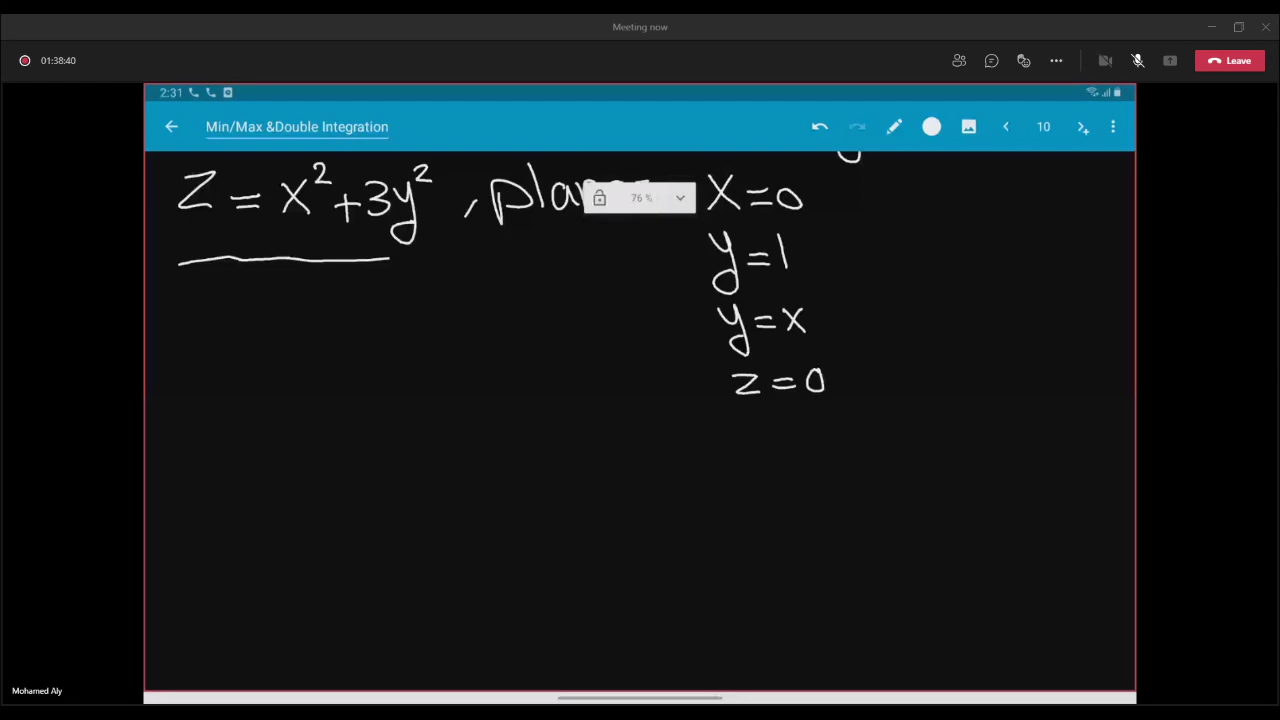 Meeting now
01:38:40
Leave
2:31
Min/Max &Double Integration
10
Z = x² + 3y² , x = 0
76 %
y = 1
y = x
z = 0
Mohamed Aly